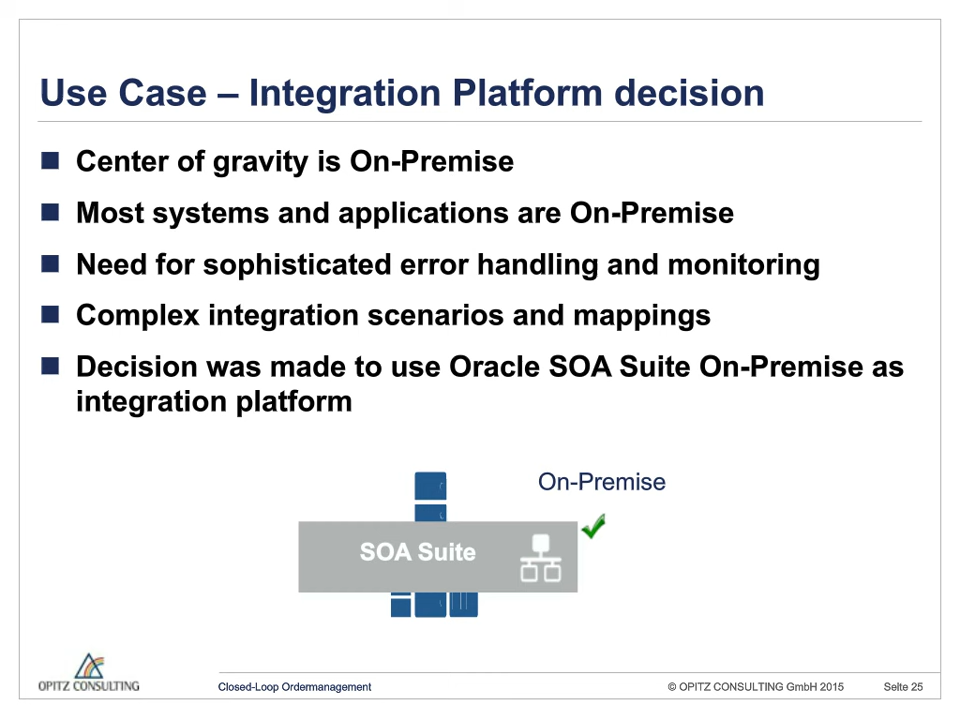 Use Case – Integration Platform decision
Center of gravity is On-Premise
Most systems and applications are On-Premise
Need for sophisticated error handling and monitoring
Complex integration scenarios and mappings
Decision was made to use Oracle SOA Suite On-Premise as
integration platform
On-Premise
SOA Suite
OPITZ CONSULTING
Closed-Loop Ordermanagement
© OPITZ CONSULTING GmbH 2015
Seite 25